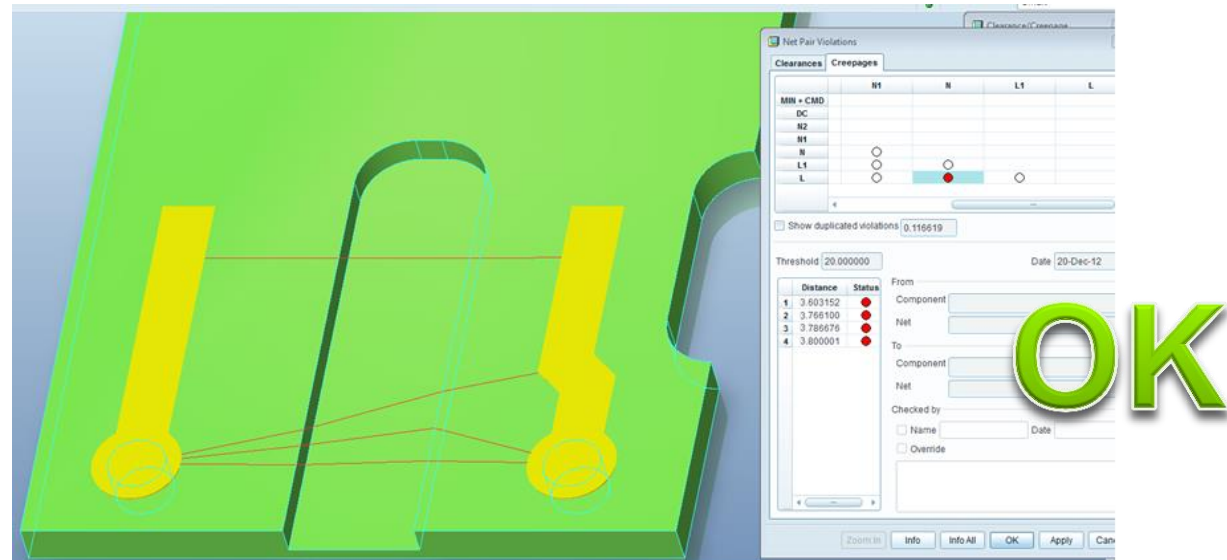 Clearance/Creepage
Net Pair Violations
Clearances Creepages
N1 N L1 L
MIN + CMD
DC
N2
N1
N
L1
L
Show duplicated violations 0.116619
Threshold 20.000000 Date 20-Dec-12
Distance Status
1 3.603152
2 3.766100
3 3.786676
4 3.800001
From
Component
Net
To
Component
Net
Checked by
Name Date
Override
Zoom In Info Info All OK Apply
OK